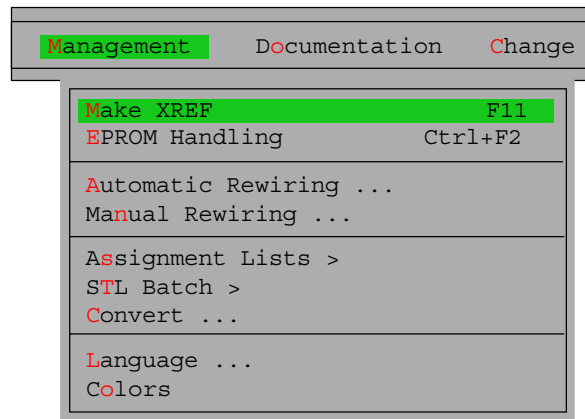 Management Documentation Change
Make XREF F11
EPROM Handling Ctrl+F2
Automatic Rewiring ...
Manual Rewiring ...
Assignment Lists >
STL Batch >
Convert ...
Language ...
Colors